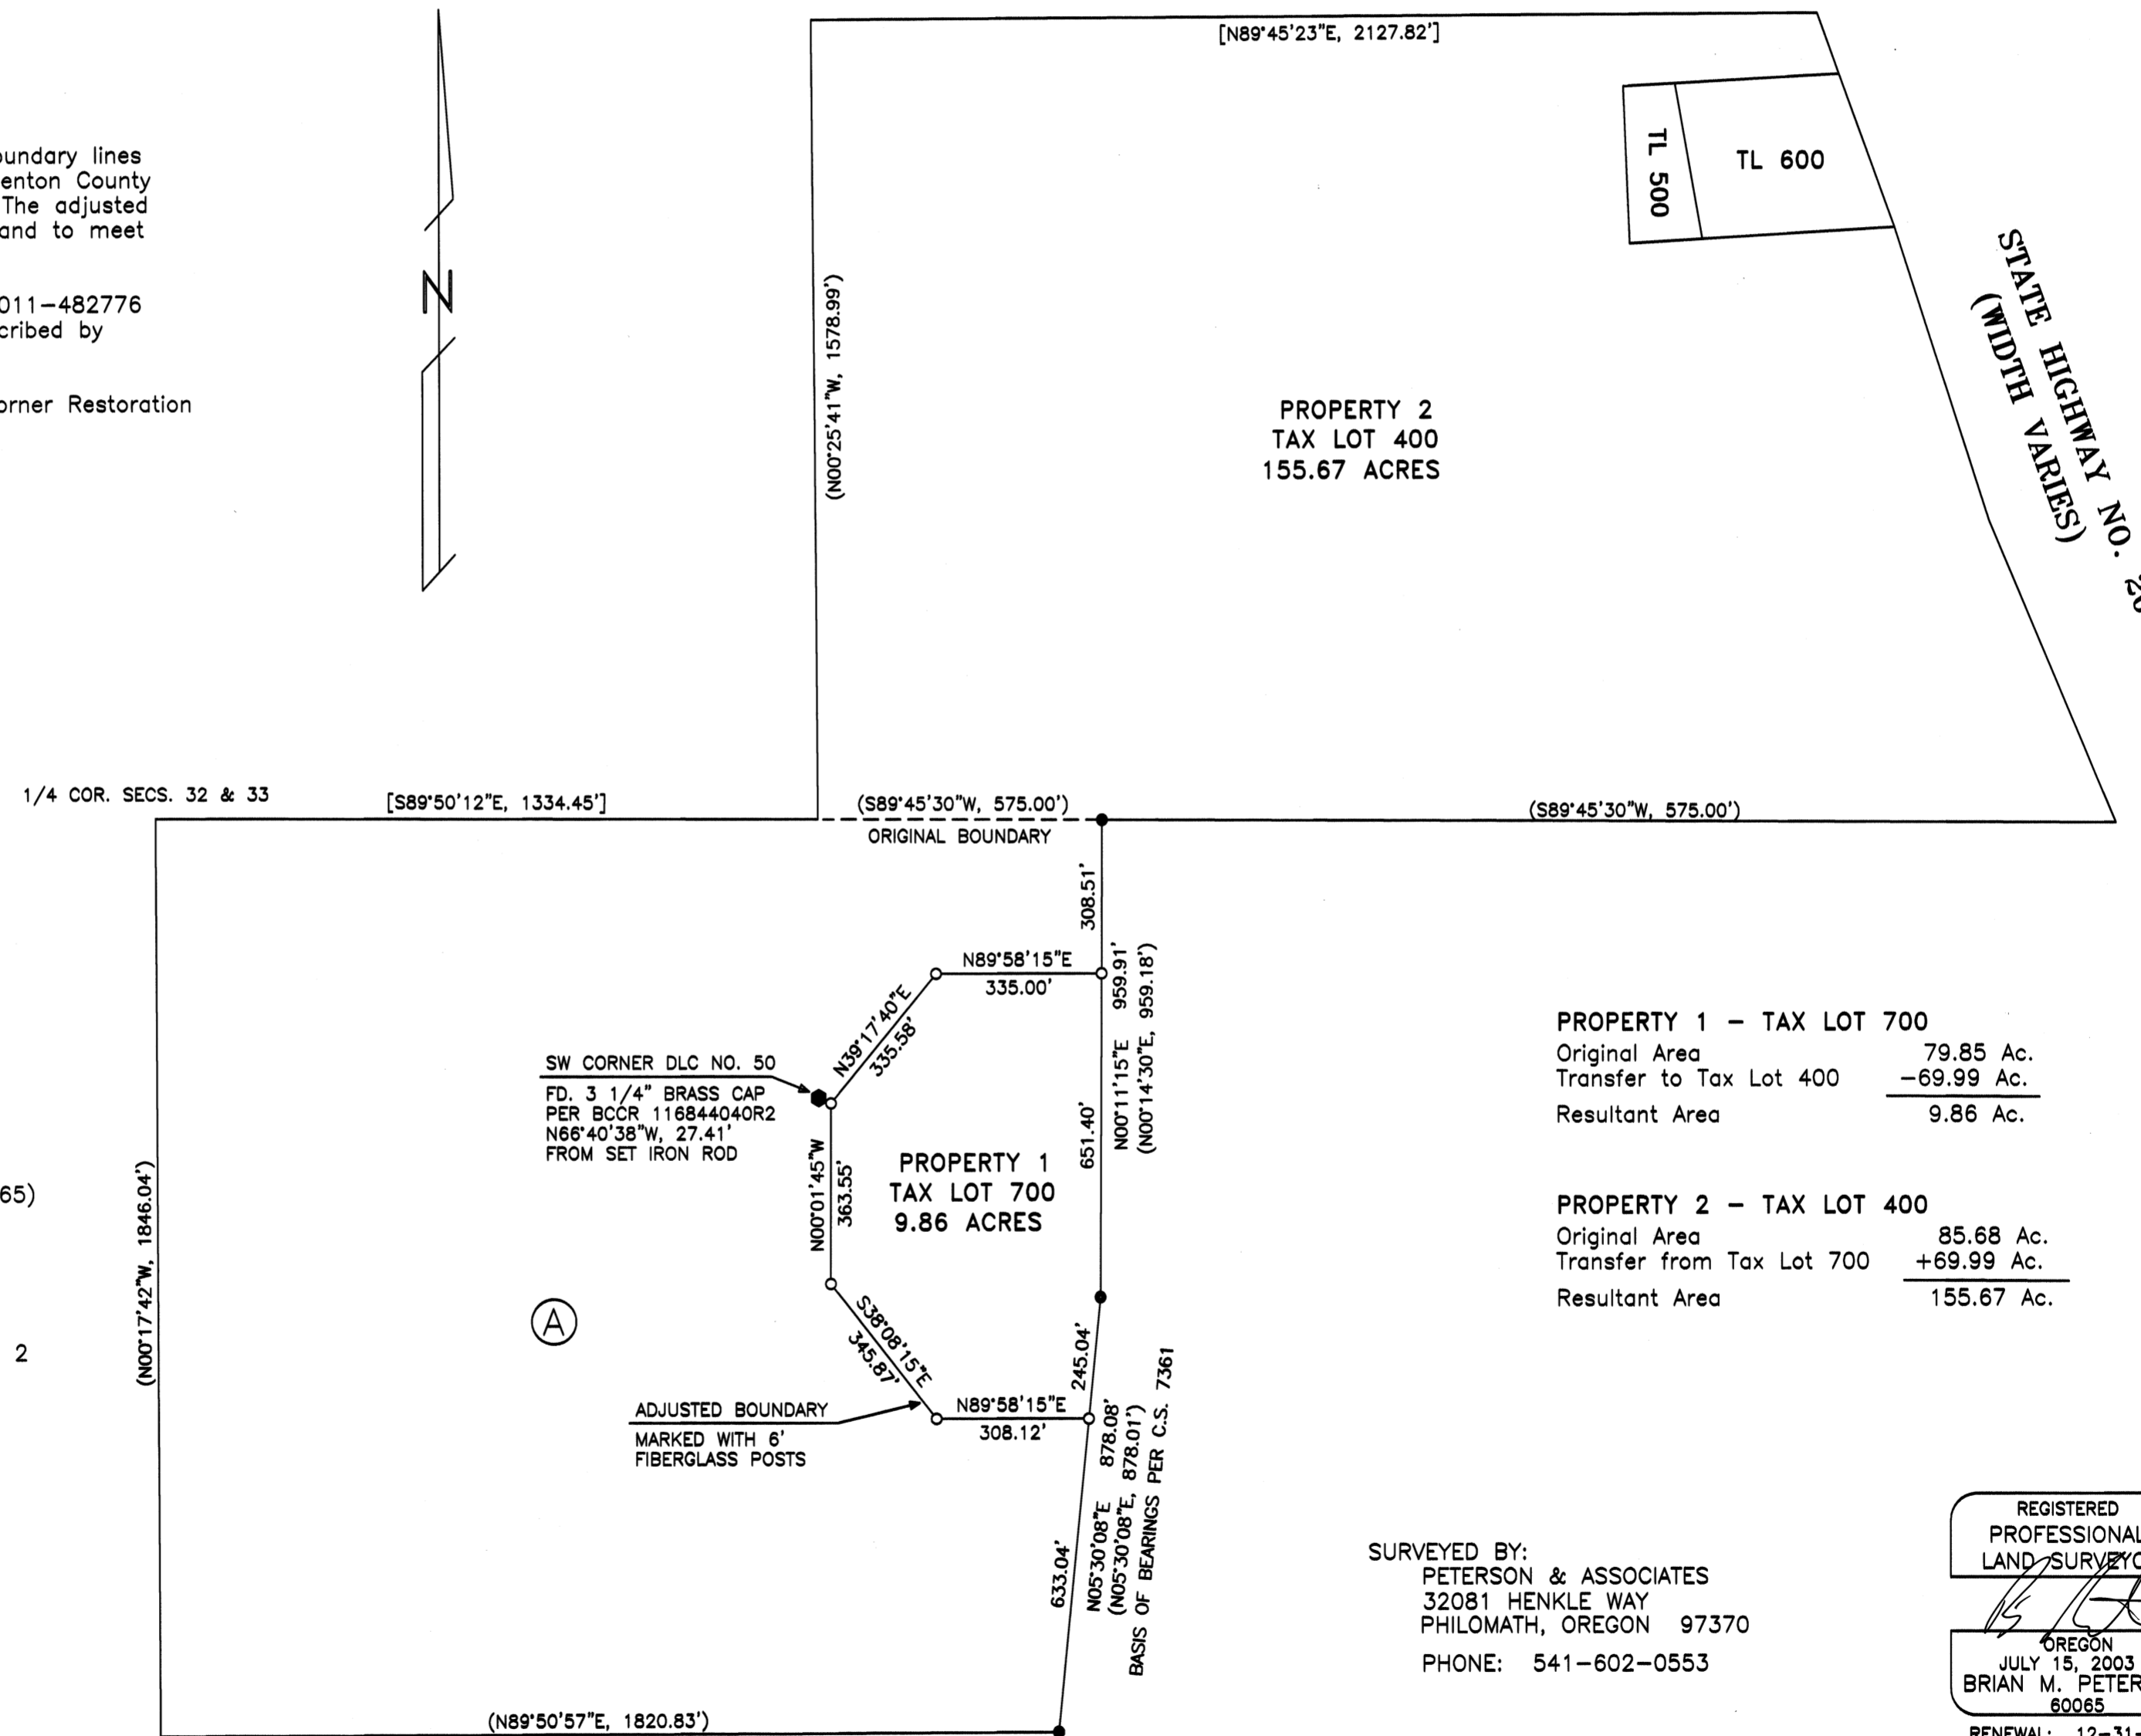 [N89°45'23"E, 2127.82']
oundary lines
enton County
The adjusted
and to meet
011-482776
cribed by
orner Restoration
N
TL 500
TL 600
STATE HIGHWAY NO. 20
(WIDTH VARIES)
(N00°25'41"W, 1578.99')
PROPERTY 2
TAX LOT 400
155.67 ACRES
1/4 COR. SECS. 32 & 33
[S89°50'12"E, 1334.45']
(S89°45'30"W, 575.00')
ORIGINAL BOUNDARY
(S89°45'30"W, 575.00')
308.51'
N89°58'15"E
335.00'
N00°11'15"E 959.91'
(N00°14'30"E, 959.18')
651.40'
N39°17'40"E
335.58'
SW CORNER DLC NO. 50
FD. 3 1/4" BRASS CAP
PER BCCR 116844040R2
N66°40'38"W, 27.41'
FROM SET IRON ROD
N00°01'45"W
363.55'
PROPERTY 1
TAX LOT 700
9.86 ACRES
65)
2
(N00°17'42"W, 1846.04')
A
S38°08'15"E
345.87'
ADJUSTED BOUNDARY
MARKED WITH 6'
FIBERGLASS POSTS
N89°58'15"E
308.12'
245.04'
633.04'
N05°30'08"E 878.08'
(N05°30'08"E, 878.01')
BASIS OF BEARINGS PER C.S. 7361
(N89°50'57"E, 1820.83')
PROPERTY 1 - TAX LOT 700
Original Area 79.85 Ac.
Transfer to Tax Lot 400 -69.99 Ac.
Resultant Area 9.86 Ac.
PROPERTY 2 - TAX LOT 400
Original Area 85.68 Ac.
Transfer from Tax Lot 700 +69.99 Ac.
Resultant Area 155.67 Ac.
SURVEYED BY:
PETERSON & ASSOCIATES
32081 HENKLE WAY
PHILOMATH, OREGON 97370
PHONE: 541-602-0553
REGISTERED
PROFESSIONAL
LAND SURVEYO
OREGON
JULY 15, 2003
BRIAN M. PETER
60065
RENEWAL: 12-31-